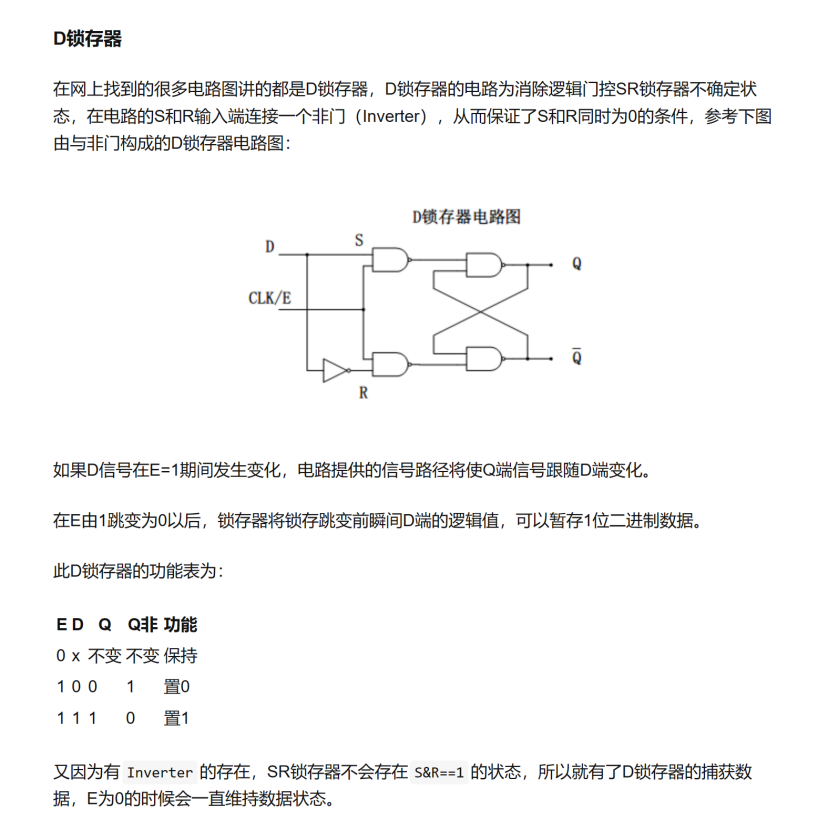 D锁存器
在网上找到的很多电路图讲的都是D锁存器，D锁存器的电路为消除逻辑门控SR锁存器不确定状
态，在电路的S和R输入端连接一个非门（Inverter），从而保证了S和R同时为0的条件，参考下图
由与非门构成的D锁存器电路图：
D锁存器电路图
D
S
Q
CLK/E
Q̅
R
如果D信号在E=1期间发生变化，电路提供的信号路径将使Q端信号跟随D端变化。
在E由1跳变为0以后，锁存器将锁存跳变前瞬间D端的逻辑值，可以暂存1位二进制数据。
此D锁存器的功能表为：
E D Q Q非 功能
0 x 不变 不变 保持
1 0 0 1 置0
1 1 1 0 置1
又因为有 Inverter 的存在，SR锁存器不会存在 S&R==1 的状态，所以就有了D锁存器的捕获数
据，E为0的时候会一直维持数据状态。